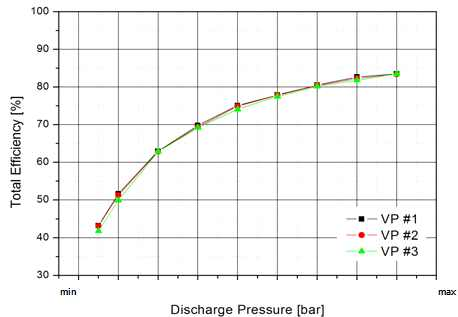 100
90
80
70
60
50
40
30
Total Efficiency [%]
VP #1
VP #2
VP #3
min
max
Discharge Pressure [bar]